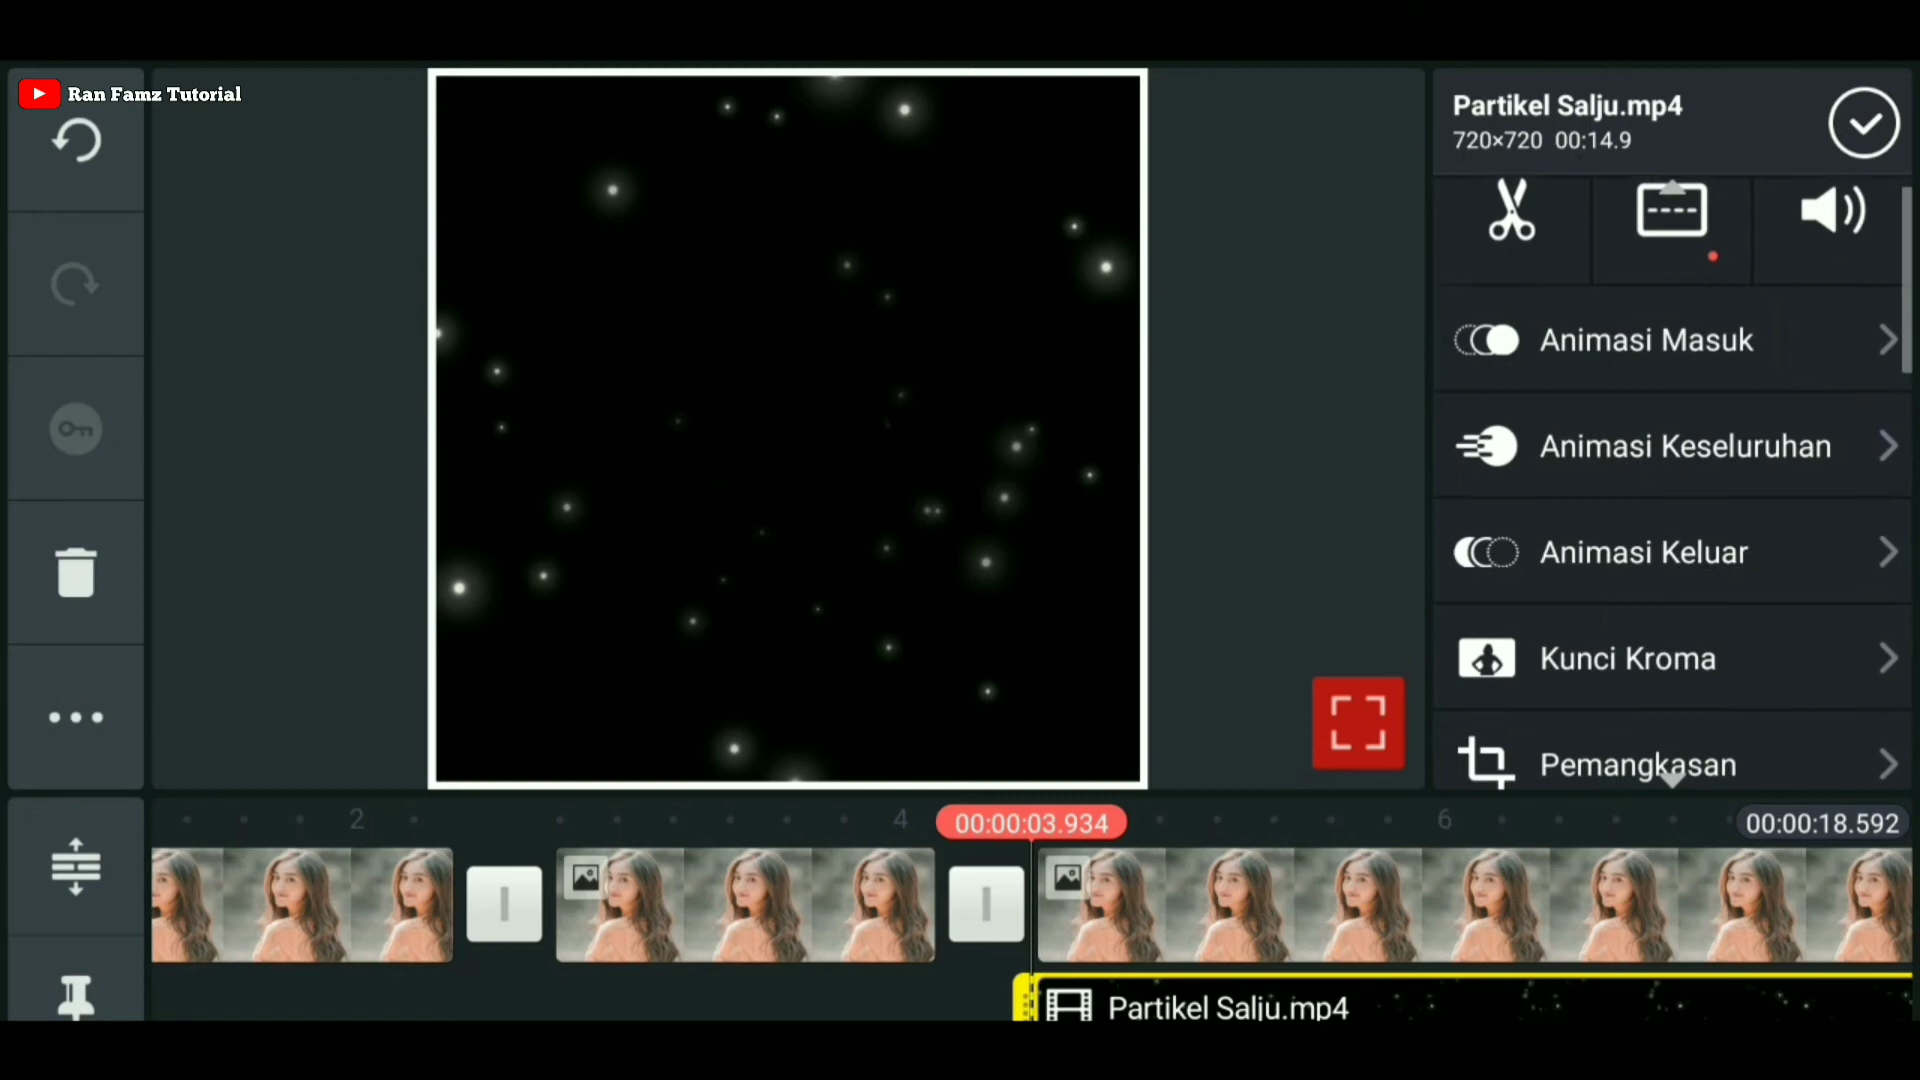 Ran Famz Tutorial
Partikel Salju.mp4
720×720 00:14.9
Animasi Masuk
Animasi Keseluruhan
Animasi Keluar
Kunci Kroma
Pemangkasan
2
4
00:00:03.934
6
00:00:18.592
Partikel Salju.mp4